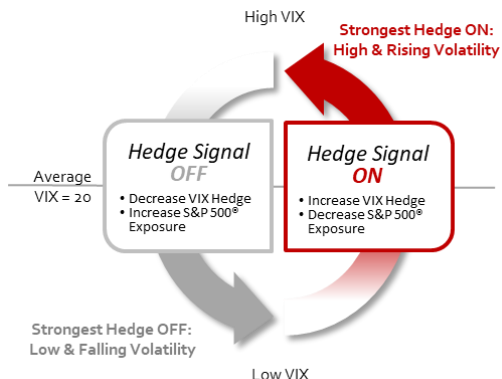 High VIX
Strongest Hedge ON:
High & Rising Volatility
Hedge Signal
OFF
• Decrease VIX Hedge
• Increase S&P 500®
Exposure
Hedge Signal
ON
• Increase VIX Hedge
• Decrease S&P 500®
Exposure
Average
VIX = 20
Strongest Hedge OFF:
Low & Falling Volatility
Low VIX